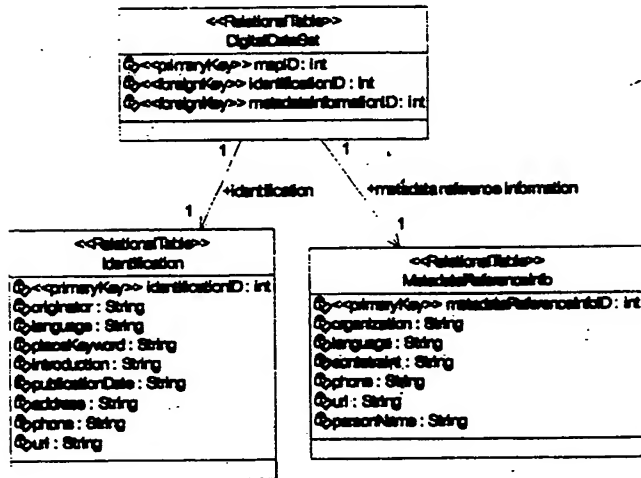 <<RelationalTable>>
DigitalDataSet
<<primaryKey>> mapID : int
<<foreignKey>> identificationID : int
<<foreignKey>> metadataInformationID : int
1
1
+identification
+metadata reference information
1
1
<<RelationalTable>>
Identification
<<primaryKey>> identificationID : int
originator : String
language : String
placeKeyword : String
introduction : String
publicationDate : String
address : String
phone : String
url : String
<<RelationalTable>>
MetadataReferenceInfo
<<primaryKey>> metadataReferenceInfoID : int
organization : String
language : String
constraint : String
phone : String
url : String
personName : String